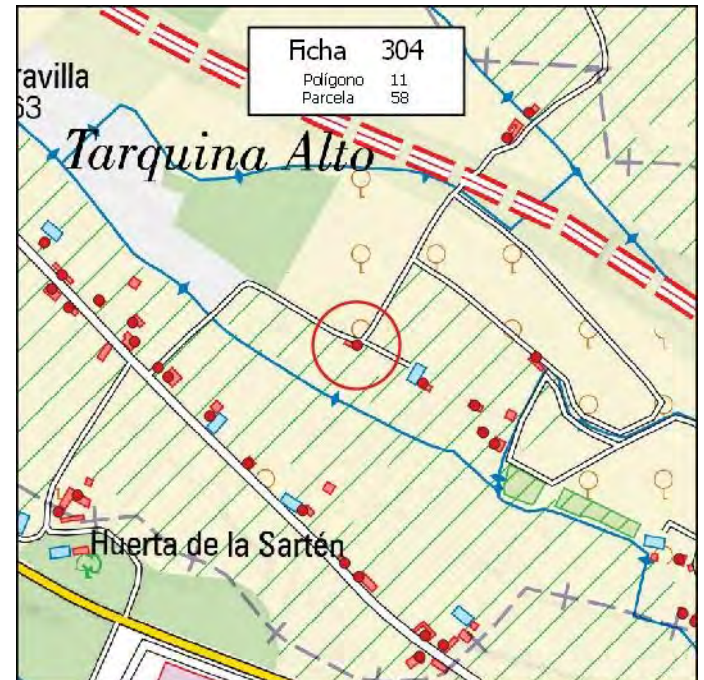 Ficha 304
Polígono 11
Parcela 58
ravilla
63
Tarquina Alto
Huerta de la Sartén